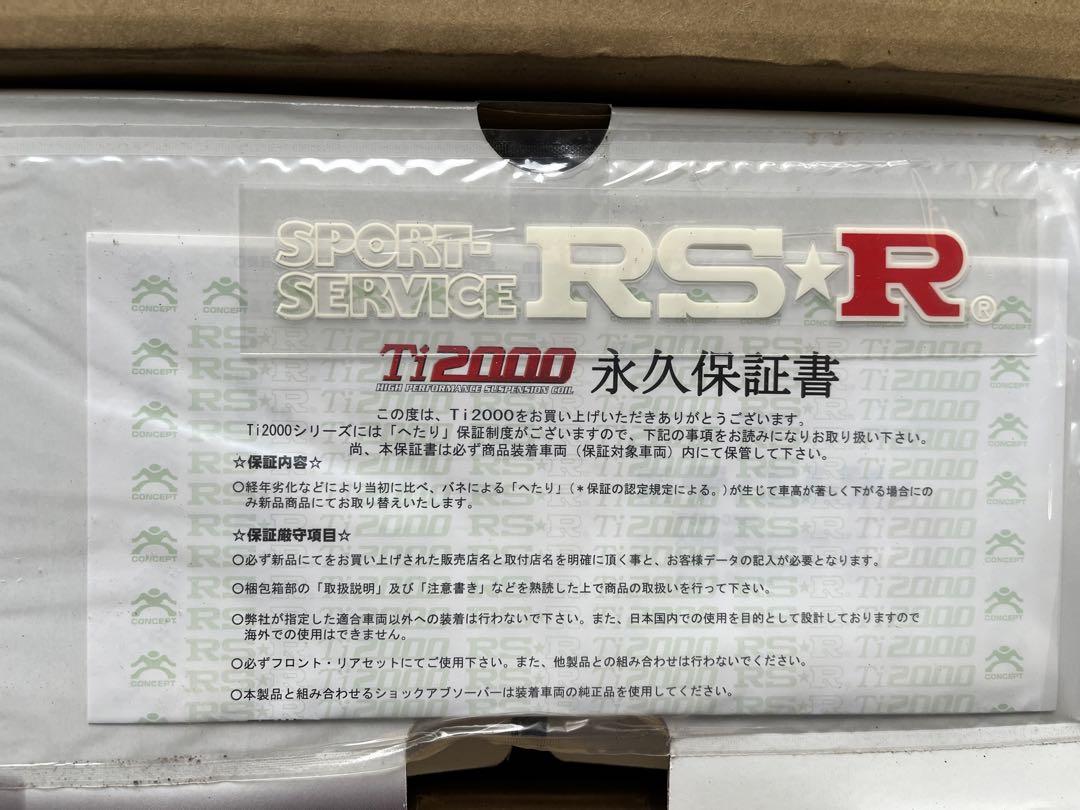 SPORT-
SERVICE
RS★R®
Ti2000
HIGH PERFORMANCE SUSPENSION COIL
永久保証書
この度は、Ti2000をお買い上げいただきありがとうございます。
Ti2000シリーズには「へたり」保証制度がございますので、下記の事項をお読みになりお取り扱い下さい。
尚、本保証書は必ず商品装着車両（保証対象車両）内にて保管して下さい。
☆保証内容☆
○経年劣化などにより当初に比べ、バネによる「へたり」（＊保証の認定規定による。）が生じて車高が著しく下がる場合にの
み新品商品にてお取り替えいたします。
☆保証厳守項目☆
○必ず新品にてをお買い上げされた販売店名と取付店名を明確に頂く事と、お客様データの記入が必要となります。
○梱包箱部の「取扱説明」及び「注意書き」などを熟読した上で商品の取扱いを行って下さい。
○弊社が指定した適合車両以外への装着は行わないで下さい。また、日本国内での使用を目的として設計しておりますので
海外での使用はできません。
○必ずフロント・リアセットにてご使用下さい。また、他製品との組み合わせは行わないでください。
○本製品と組み合わせるショックアブソーバーは装着車両の純正品を使用してください。